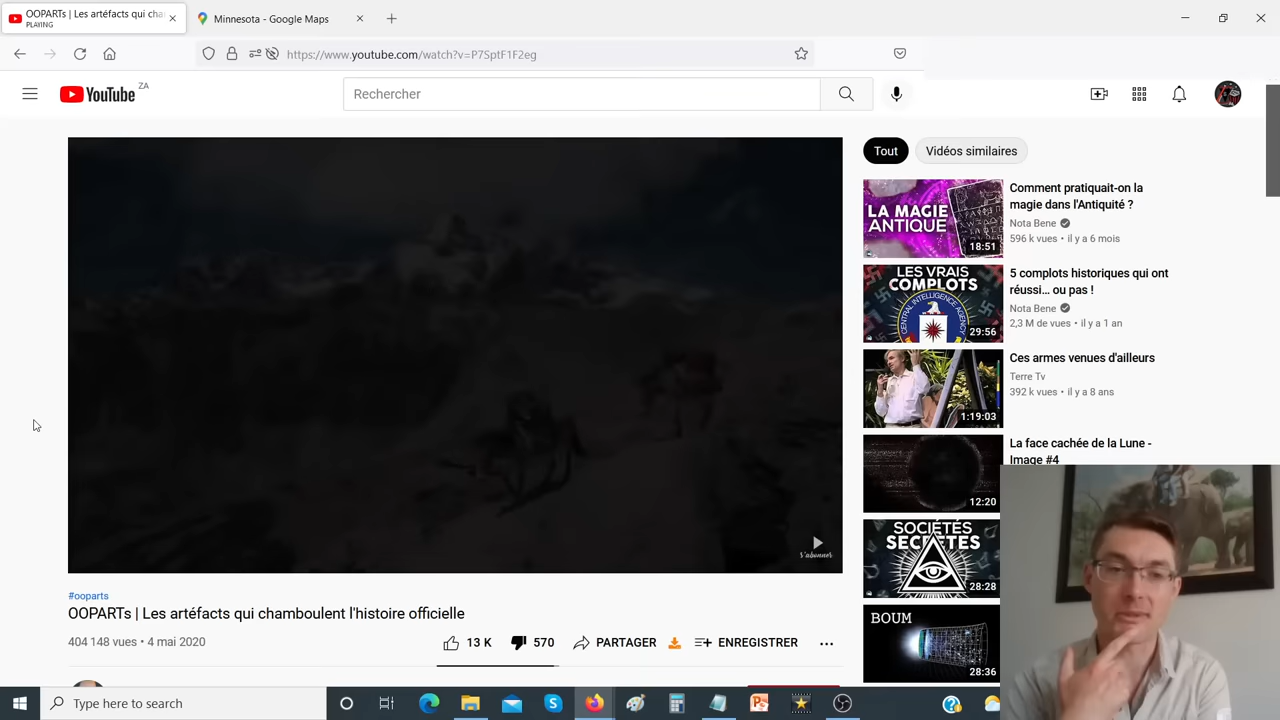 OOPARTs | Les artéfacts qui cha
PLAYING
Minnesota - Google Maps
https://www.youtube.com/watch?v=P7SptF1F2eg
YouTube ZA
Rechercher
S'abonner
#ooparts
OOPARTs | Les artéfacts qui chamboulent l'histoire officielle
404 148 vues • 4 mai 2020
13 K
570
PARTAGER
ENREGISTRER
Tout
Vidéos similaires
LA MAGIE
ANTIQUE
18:51
Comment pratiquait-on la
magie dans l'Antiquité ?
Nota Bene
596 k vues • il y a 6 mois
LES VRAIS
COMPLOTS
CENTRAL INTELLIGENCE AGENCY
29:56
5 complots historiques qui ont
réussi... ou pas !
Nota Bene
2,3 M de vues • il y a 1 an
1:19:03
Ces armes venues d'ailleurs
Terre Tv
392 k vues • il y a 8 ans
12:20
La face cachée de la Lune -
Image #4
SOCIÉTÉS
SECRÈTES
28:28
BOUM
28:36
Type here to search